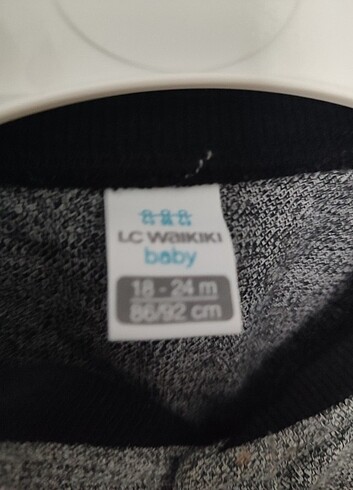 LC WAIKIKI
baby
18 - 24 m
86/92 cm